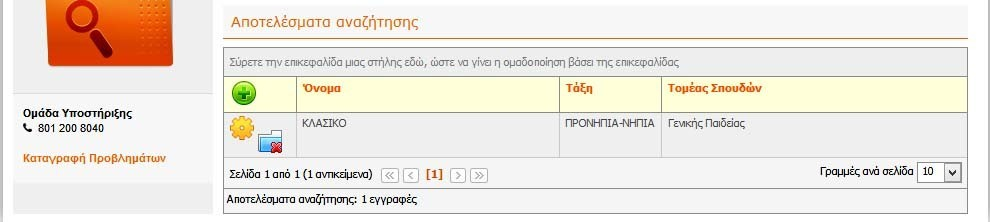 Αποτελέσματα αναζήτησης
Σύρετε την επικεφαλίδα μιας στήλης εδώ, ώστε να γίνει η ομαδοποίηση βάσει της επικεφαλίδας
Όνομα Τάξη Τομέας Σπουδών
ΚΛΑΣΙΚΟ ΠΡΟΝΗΠΙΑ-ΝΗΠΙΑ Γενικής Παιδείας
Σελίδα 1 από 1 (1 αντικείμενα) [1] Γραμμές ανά σελίδα 10
Αποτελέσματα αναζήτησης: 1 εγγραφές
Ομάδα Υποστήριξης
801 200 8040
Καταγραφή Προβλημάτων